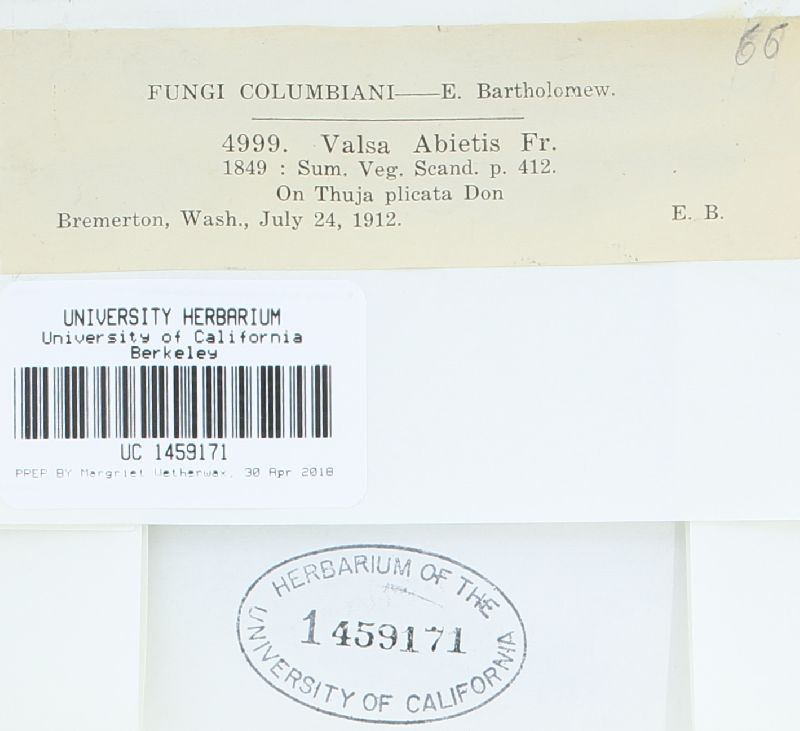 66
FUNGI COLUMBIANI——E. Bartholomew.
4999. Valsa Abietis Fr.
1849 : Sum. Veg. Scand. p. 412.
On Thuja plicata Don
Bremerton, Wash., July 24, 1912.
E. B.
UNIVERSITY HERBARIUM
University of California
Berkeley
UC 1459171
PREP BY Margriet Wetherwax, 30 Apr 2018
HERBARIUM OF THE
1459171
UNIVERSITY OF CALIFORNIA